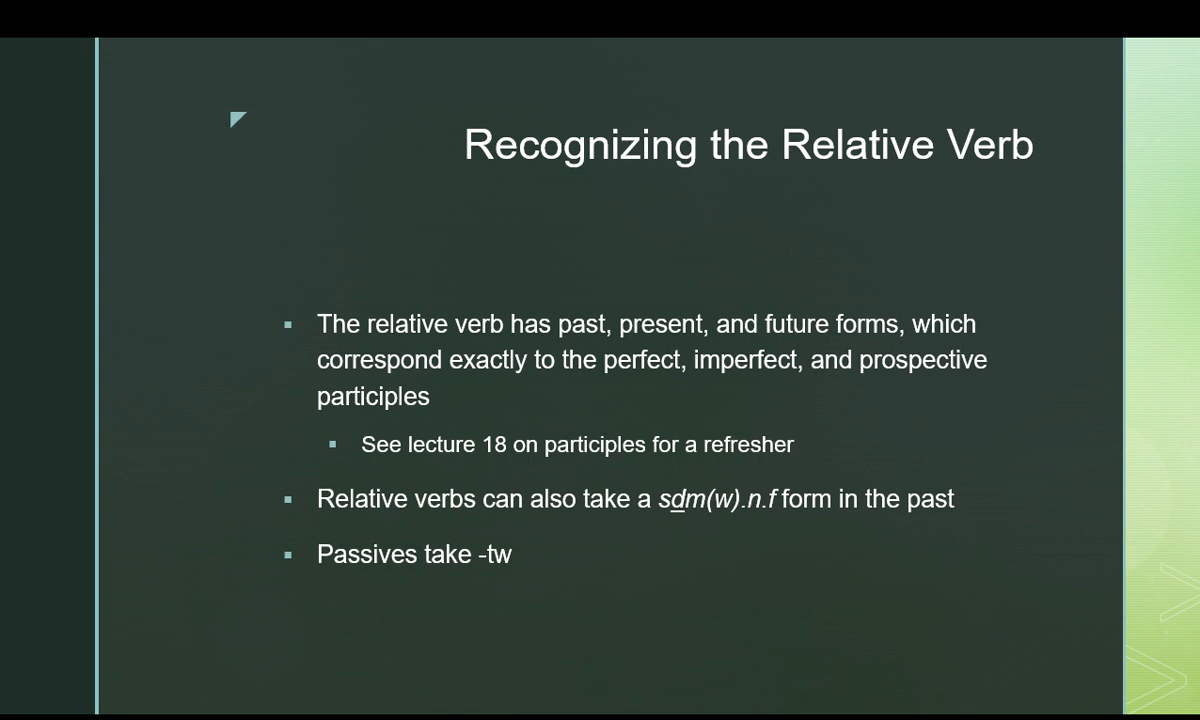 Recognizing the Relative Verb
▪ The relative verb has past, present, and future forms, which
correspond exactly to the perfect, imperfect, and prospective
participles
▪ See lecture 18 on participles for a refresher
▪ Relative verbs can also take a sḏm(w).n.f form in the past
▪ Passives take -tw